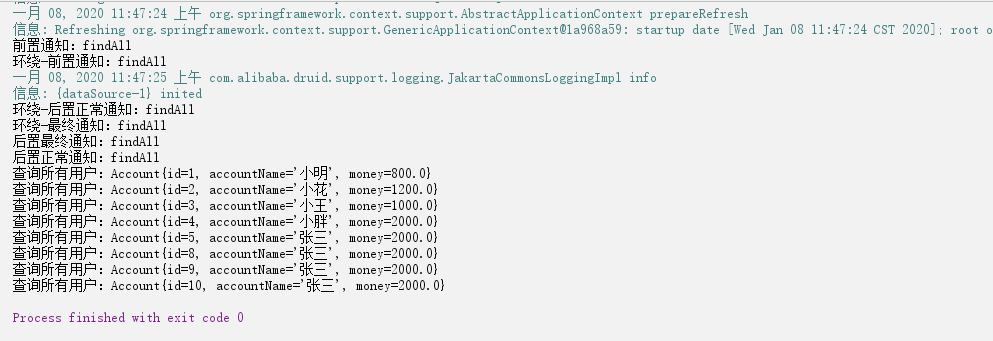 一月 08, 2020 11:47:24 上午 org.springframework.context.support.AbstractApplicationContext prepareRefresh
信息: Refreshing org.springframework.context.support.GenericApplicationContext@1a968a59: startup date [Wed Jan 08 11:47:24 CST 2020]; root o
前置通知：findAll
环绕—前置通知：findAll
一月 08, 2020 11:47:25 上午 com.alibaba.druid.support.logging.JakartaCommonsLoggingImpl info
信息: {dataSource-1} inited
环绕—后置正常通知：findAll
环绕—最终通知：findAll
后置最终通知：findAll
后置正常通知：findAll
查询所有用户：Account{id=1, accountName='小明', money=800.0}
查询所有用户：Account{id=2, accountName='小花', money=1200.0}
查询所有用户：Account{id=3, accountName='小王', money=1000.0}
查询所有用户：Account{id=4, accountName='小胖', money=2000.0}
查询所有用户：Account{id=5, accountName='张三', money=2000.0}
查询所有用户：Account{id=8, accountName='张三', money=2000.0}
查询所有用户：Account{id=9, accountName='张三', money=2000.0}
查询所有用户：Account{id=10, accountName='张三', money=2000.0}
Process finished with exit code 0